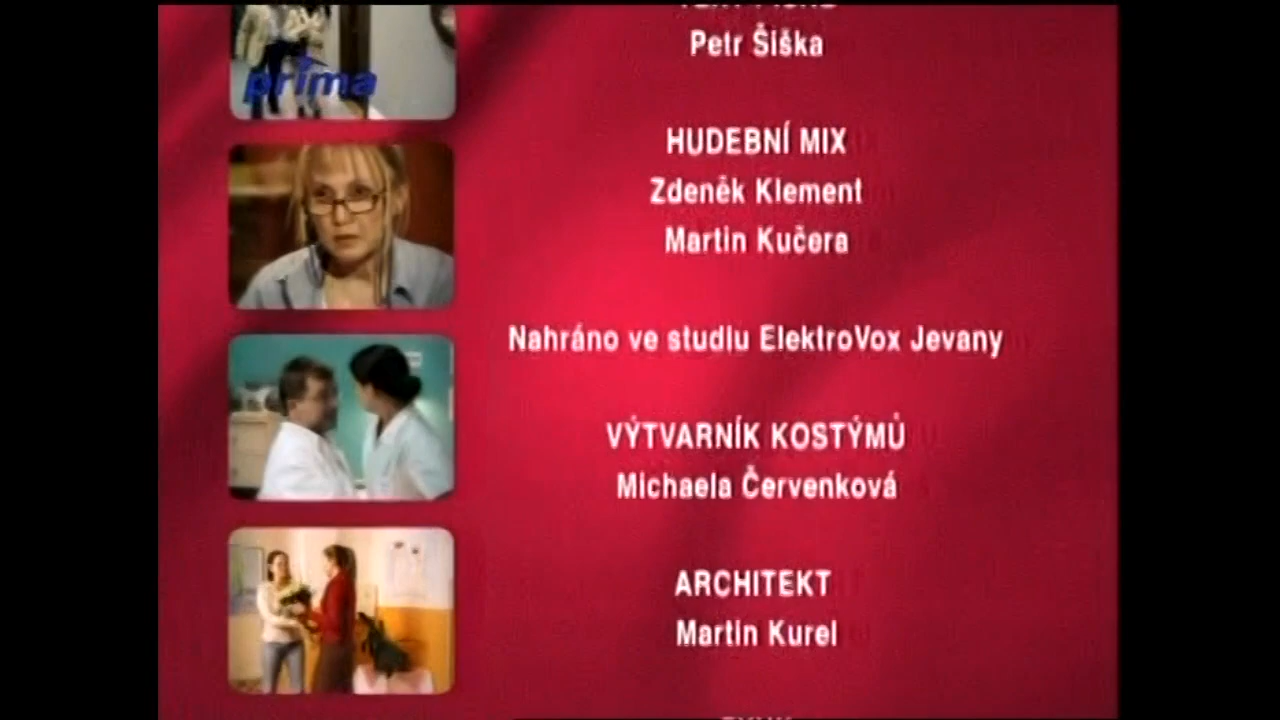 prima
Petr Šiška
HUDEBNÍ MIX
Zdeněk Klement
Martin Kučera
Nahráno ve studiu ElektroVox Jevany
VÝTVARNÍK KOSTÝMŮ
Michaela Červenková
ARCHITEKT
Martin Kurel